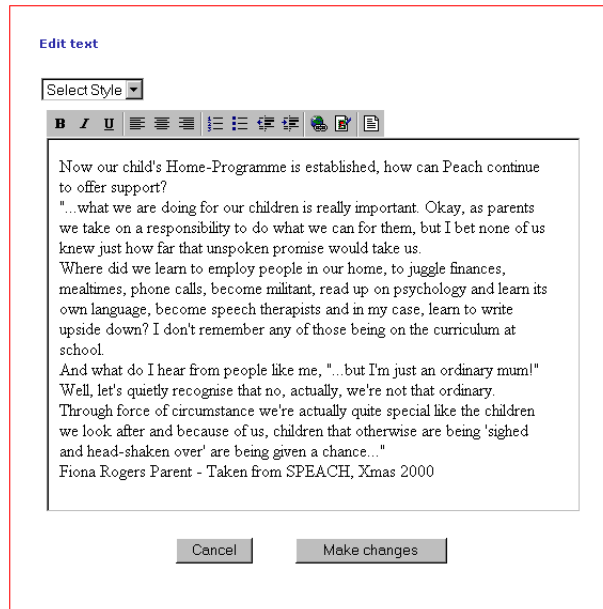 Edit text
Select Style
B I U
Now our child's Home-Programme is established, how can Peach continue
to offer support?
"...what we are doing for our children is really important. Okay, as parents
we take on a responsibility to do what we can for them, but I bet none of us
knew just how far that unspoken promise would take us.
Where did we learn to employ people in our home, to juggle finances,
mealtimes, phone calls, become militant, read up on psychology and learn its
own language, become speech therapists and in my case, learn to write
upside down? I don't remember any of those being on the curriculum at
school.
And what do I hear from people like me, "...but I'm just an ordinary mum!"
Well, let's quietly recognise that no, actually, we're not that ordinary.
Through force of circumstance we're actually quite special like the children
we look after and because of us, children that otherwise are being 'sighed
and head-shaken over' are being given a chance..."
Fiona Rogers Parent - Taken from SPEACH, Xmas 2000
Cancel Make changes